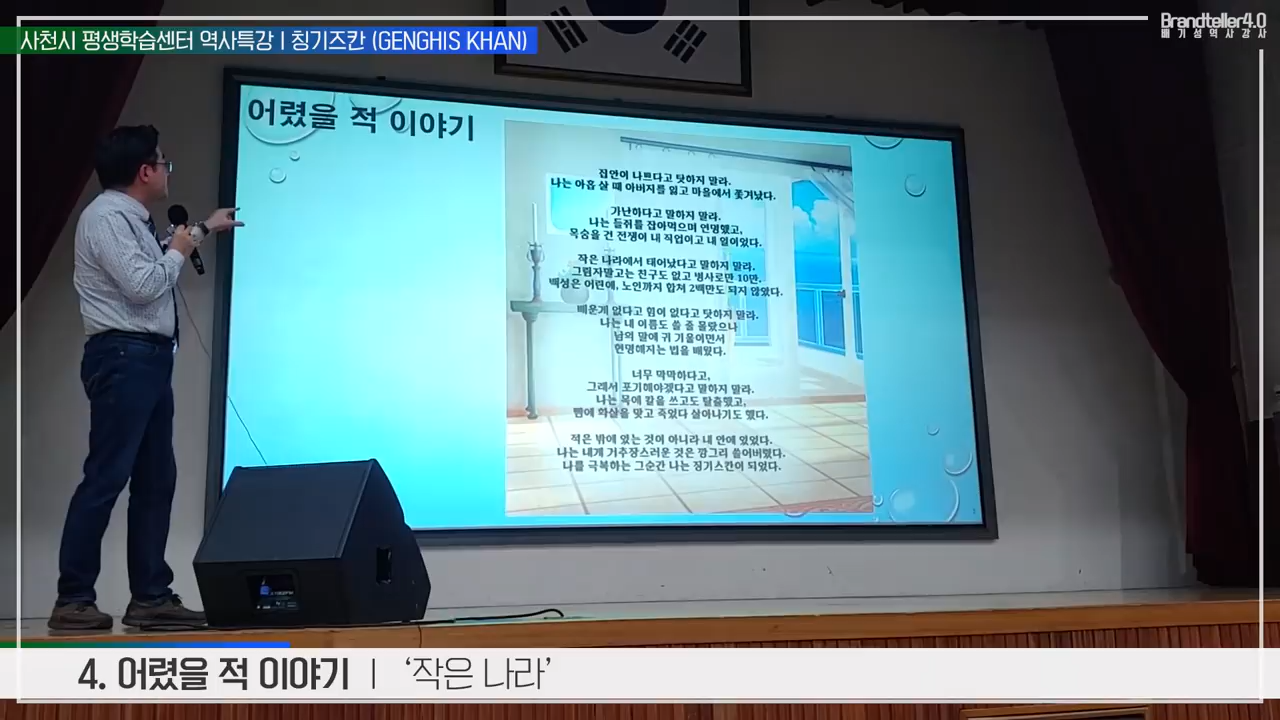 사천시 평생학습센터 역사특강 | 칭기즈칸 (GENGHIS KHAN)
Brandteller4.0
배기성역사강사
어렸을 적 이야기
집안이 나쁘다고 탓하지 말라.
나는 아홉 살 때 아버지를 잃고 마을에서 쫓겨났다.
가난하다고 말하지 말라.
나는 들쥐를 잡아먹으며 연명했고,
목숨을 건 전쟁이 내 직업이고 내 일이었다.
작은 나라에서 태어났다고 말하지 말라.
그림자말고는 친구도 없고 병사로만 10만.
백성은 어린애, 노인까지 합쳐 2백만도 되지 않았다.
배운게 없다고 힘이 없다고 탓하지 말라.
나는 내 이름도 쓸 줄 몰랐으나
남의 말에 귀 기울이면서
현명해지는 법을 배웠다.
너무 막막하다고,
그래서 포기해야겠다고 말하지 말라.
나는 목에 칼을 쓰고도 탈출했고,
뺨에 화살을 맞고 죽었다 살아나기도 했다.
적은 밖에 있는 것이 아니라 내 안에 있었다.
나는 내게 거추장스러운 것은 깡그리 쓸어버렸다.
나를 극복하는 그순간 나는 징기스칸이 되었다.
4. 어렸을 적 이야기 | ‘작은 나라’